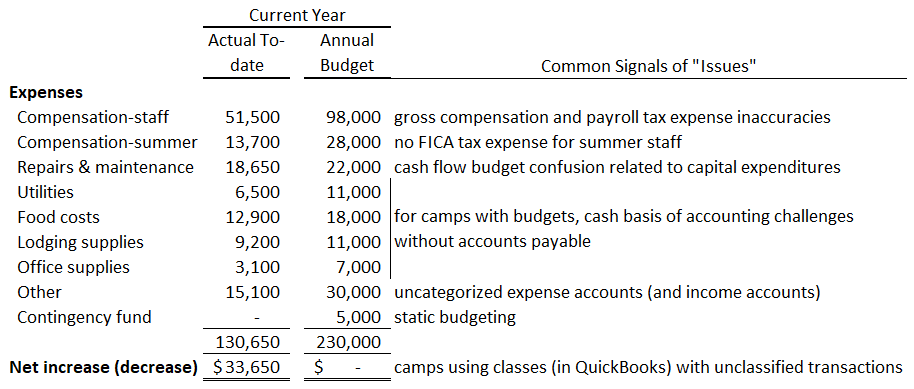 Current Year
Actual To-date Annual Budget Common Signals of "Issues"
Expenses
Compensation-staff 51,500 98,000 gross compensation and payroll tax expense inaccuracies
Compensation-summer 13,700 28,000 no FICA tax expense for summer staff
Repairs & maintenance 18,650 22,000 cash flow budget confusion related to capital expenditures
Utilities 6,500 11,000
Food costs 12,900 18,000 for camps with budgets, cash basis of accounting challenges
Lodging supplies 9,200 11,000 without accounts payable
Office supplies 3,100 7,000
Other 15,100 30,000 uncategorized expense accounts (and income accounts)
Contingency fund - 5,000 static budgeting
130,650 230,000
Net increase (decrease) $ 33,650 $ - camps using classes (in QuickBooks) with unclassified transactions